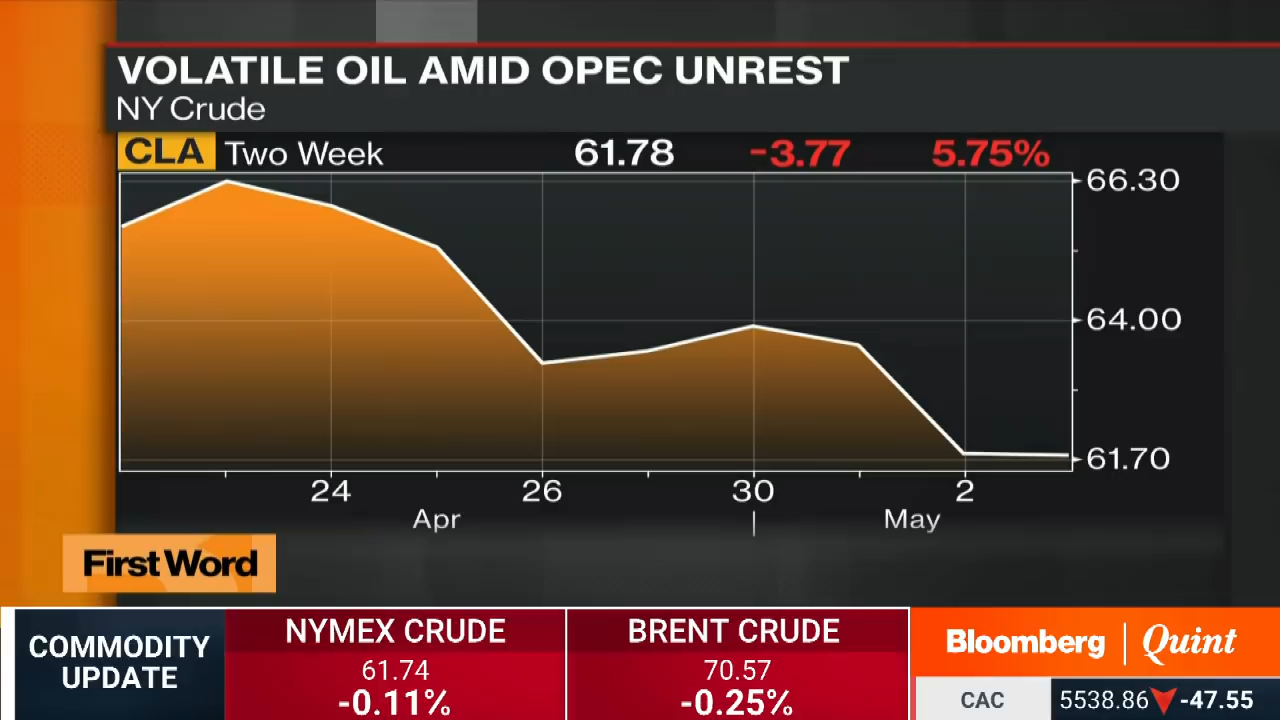 VOLATILE OIL AMID OPEC UNREST
NY Crude
CLA Two Week 61.78 -3.77 5.75%
66.30
64.00
61.70
24 26 30 2
Apr | May
First Word
COMMODITY
UPDATE
NYMEX CRUDE
61.74
-0.11%
BRENT CRUDE
70.57
-0.25%
Bloomberg | Quint
CAC 5538.86 -47.55